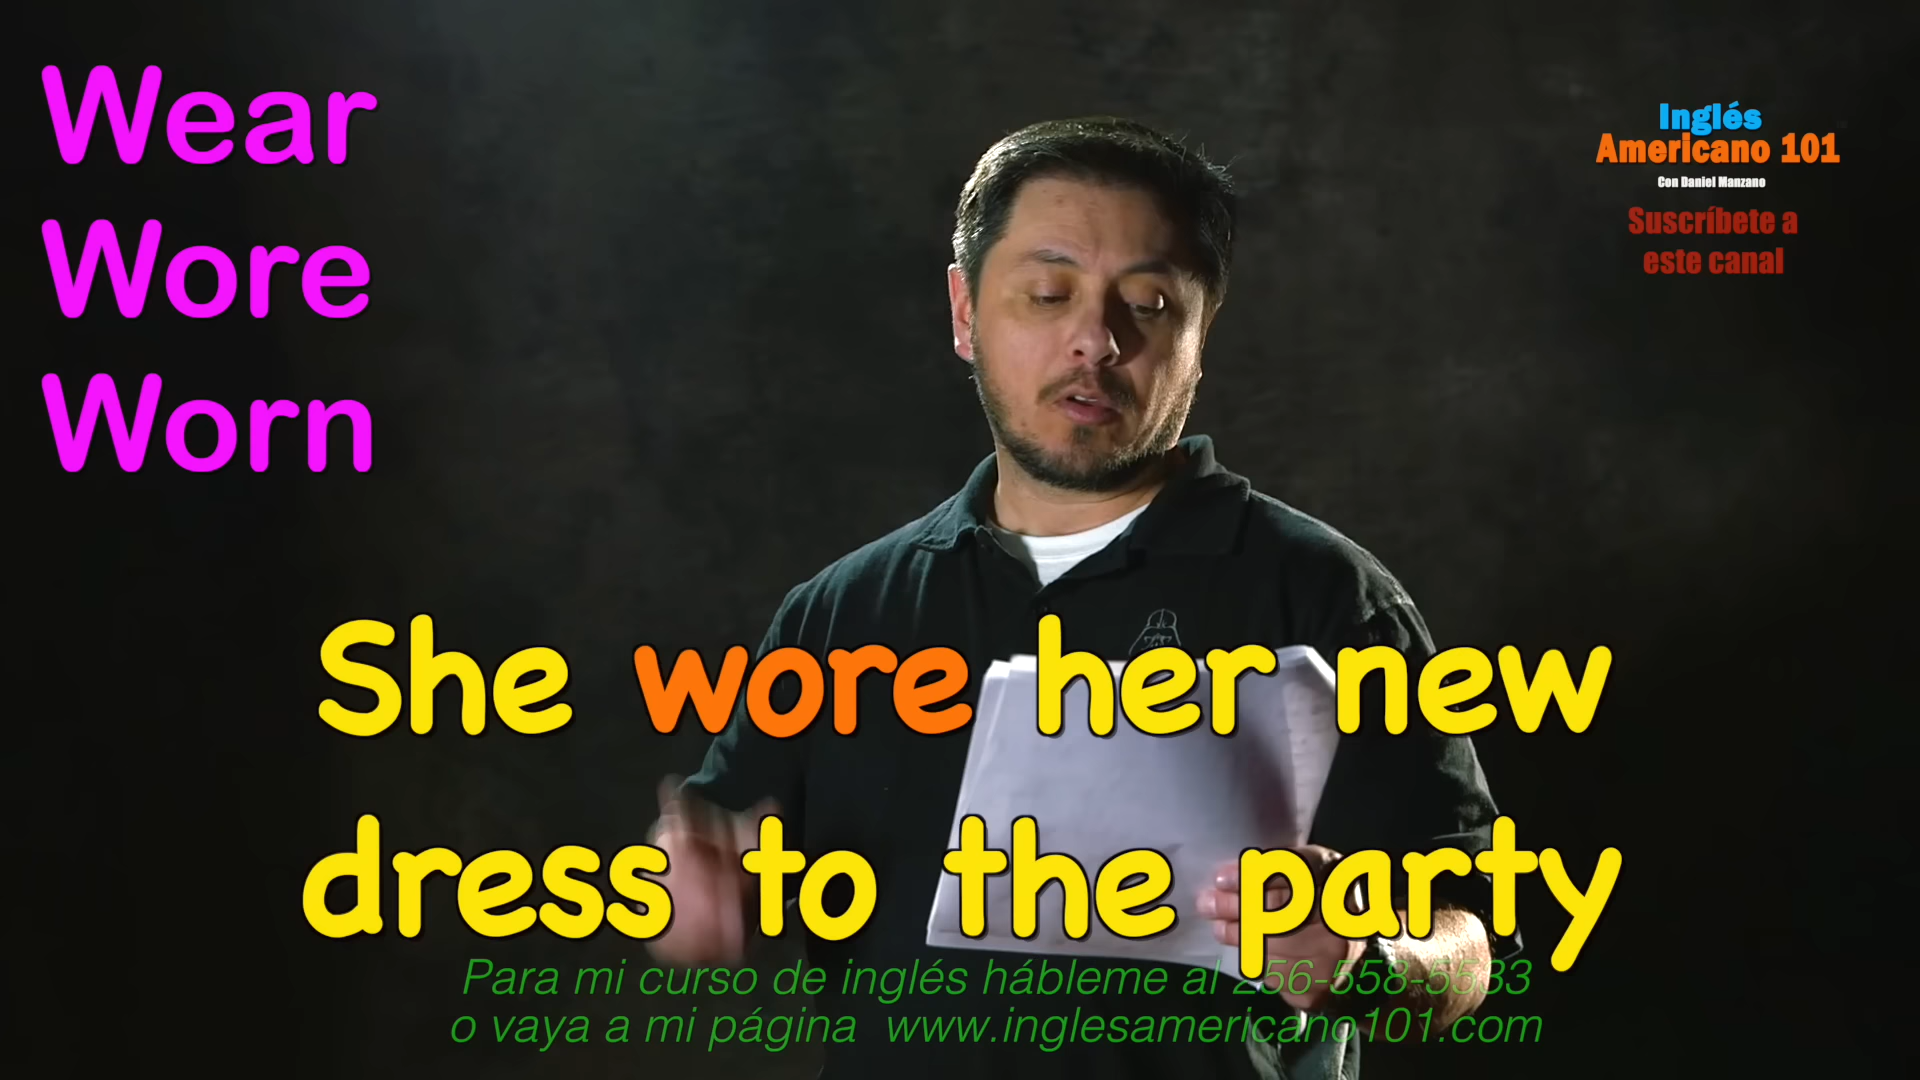 Wear
Wore
Worn
Inglés
Americano 101
Con Daniel Manzano
Suscríbete a
este canal
She wore her new
dress to the party
Para mi curso de inglés hábleme al 256-558-5533
o vaya a mi página www.inglesamericano101.com